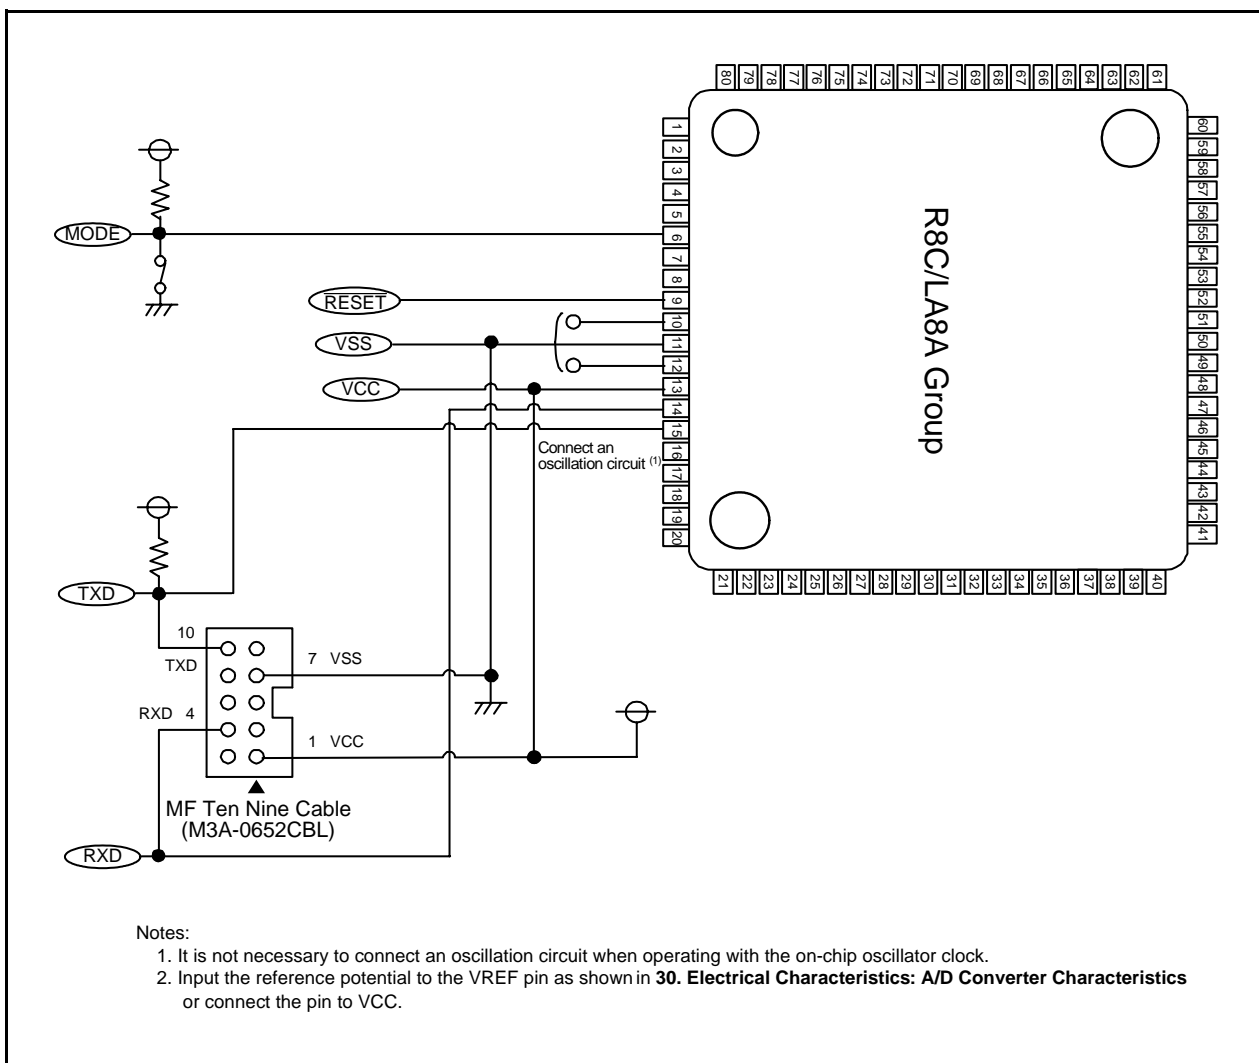 80 79 78 77 76 75 74 73 72 71 70 69 68 67 66 65 64 63 62 61
1
2
3
4
5
6
7
8
9
10
11
12
13
14
15
16
17
18
19
20
60
59
58
57
56
55
54
53
52
51
50
49
48
47
46
45
44
43
42
41
R8C/LA8A Group
MODE
RESET
VSS
VCC
Connect an
oscillation circuit (1)
21 22 23 24 25 26 27 28 29 30 31 32 33 34 35 36 37 38 39 40
TXD
10
TXD
7 VSS
RXD 4
1 VCC
MF Ten Nine Cable
(M3A-0652CBL)
RXD
Notes:
1. It is not necessary to connect an oscillation circuit when operating with the on-chip oscillator clock.
2. Input the reference potential to the VREF pin as shown in 30. Electrical Characteristics: A/D Converter Characteristics
or connect the pin to VCC.